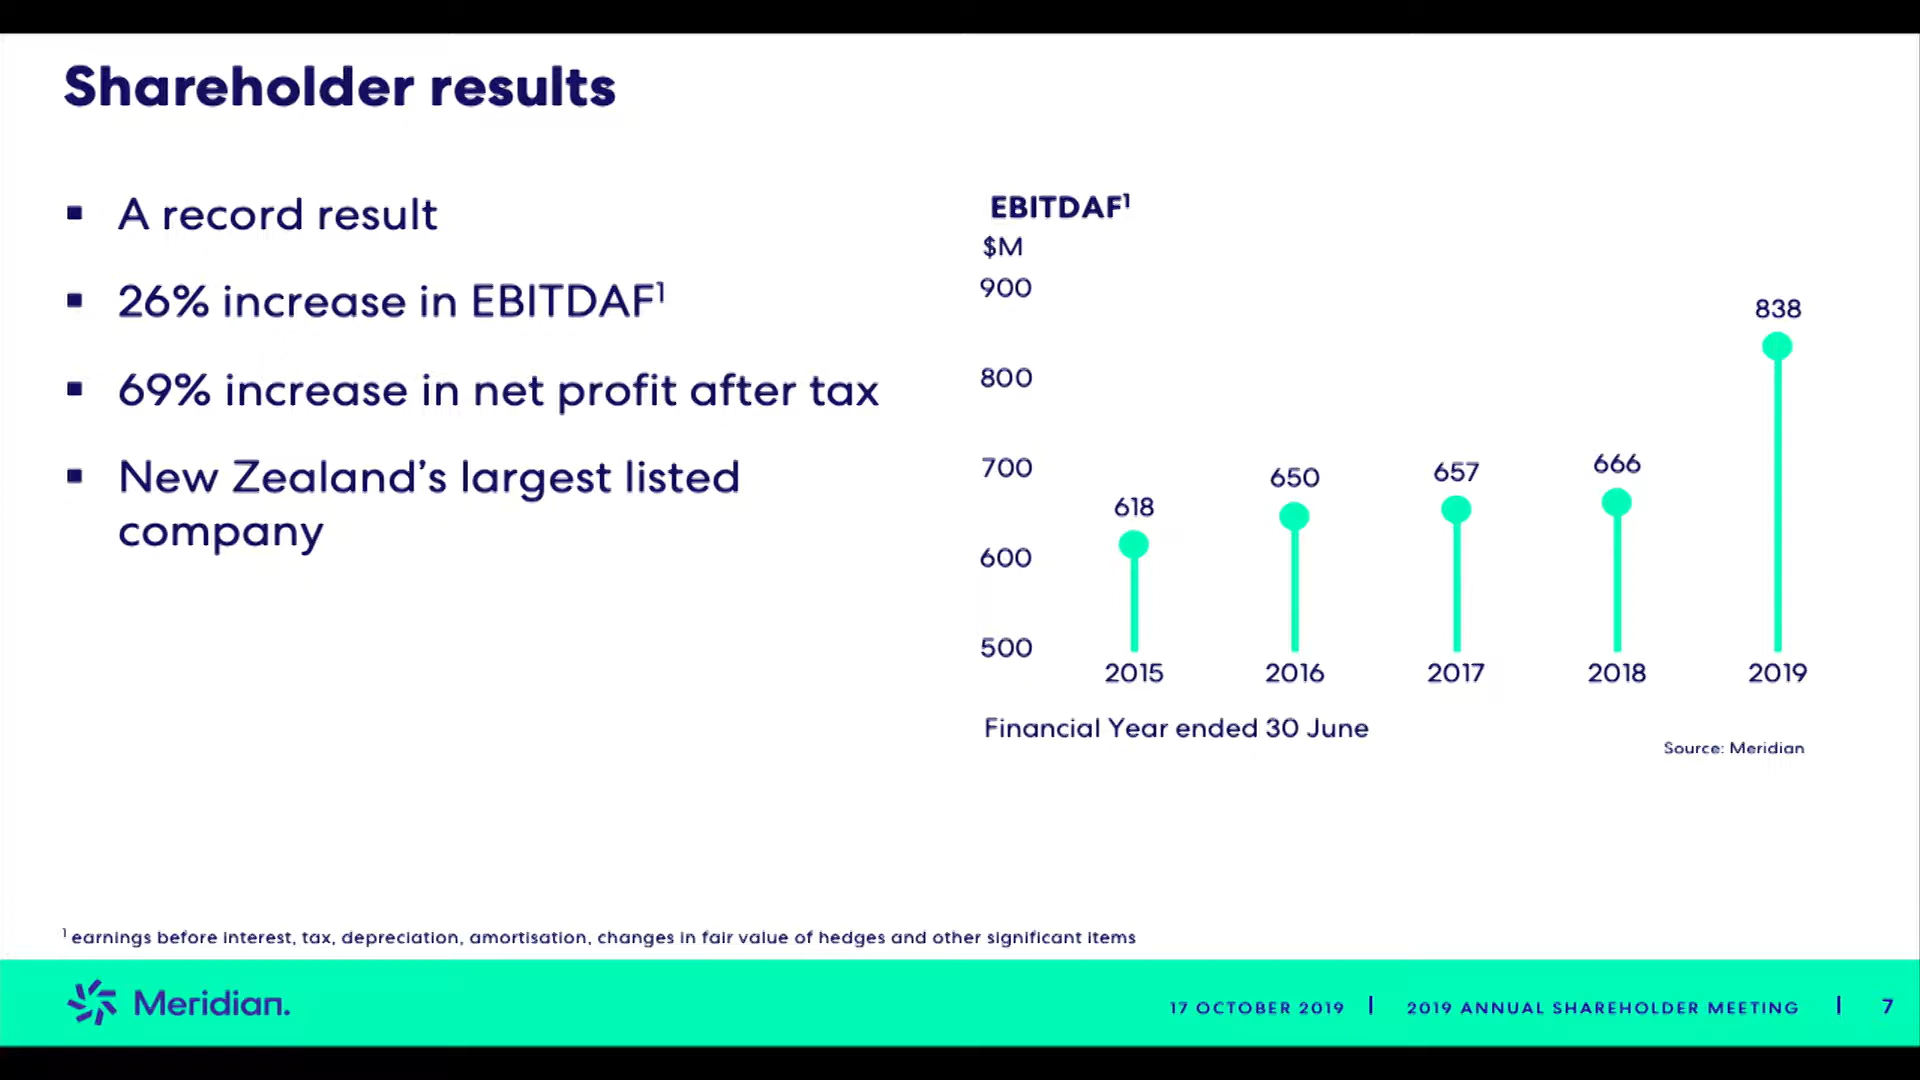 Shareholder results
▪ A record result
▪ 26% increase in EBITDAF¹
▪ 69% increase in net profit after tax
▪ New Zealand’s largest listed
company
EBITDAF¹
$M
900
800
700
600
500
618
650
657
666
838
2015 2016 2017 2018 2019
Financial Year ended 30 June
Source: Meridian
¹ earnings before interest, tax, depreciation, amortisation, changes in fair value of hedges and other significant items
Meridian.
17 OCTOBER 2019 | 2019 ANNUAL SHAREHOLDER MEETING | 7